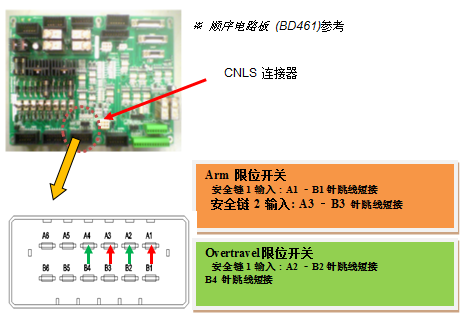 ※ 顺序电路板 (BD461)参考
CNLS 连接器
Arm 限位开关
安全链 1 输入：A1 – B1 针跳线短接
安全链 2 输入: A3 – B3 针跳线短接
Overtravel限位开关
安全链 1 输入：A2 – B2 针跳线短接
B4 针跳线短接
A6 A5 A4 A3 A2 A1
B6 B5 B4 B3 B2 B1